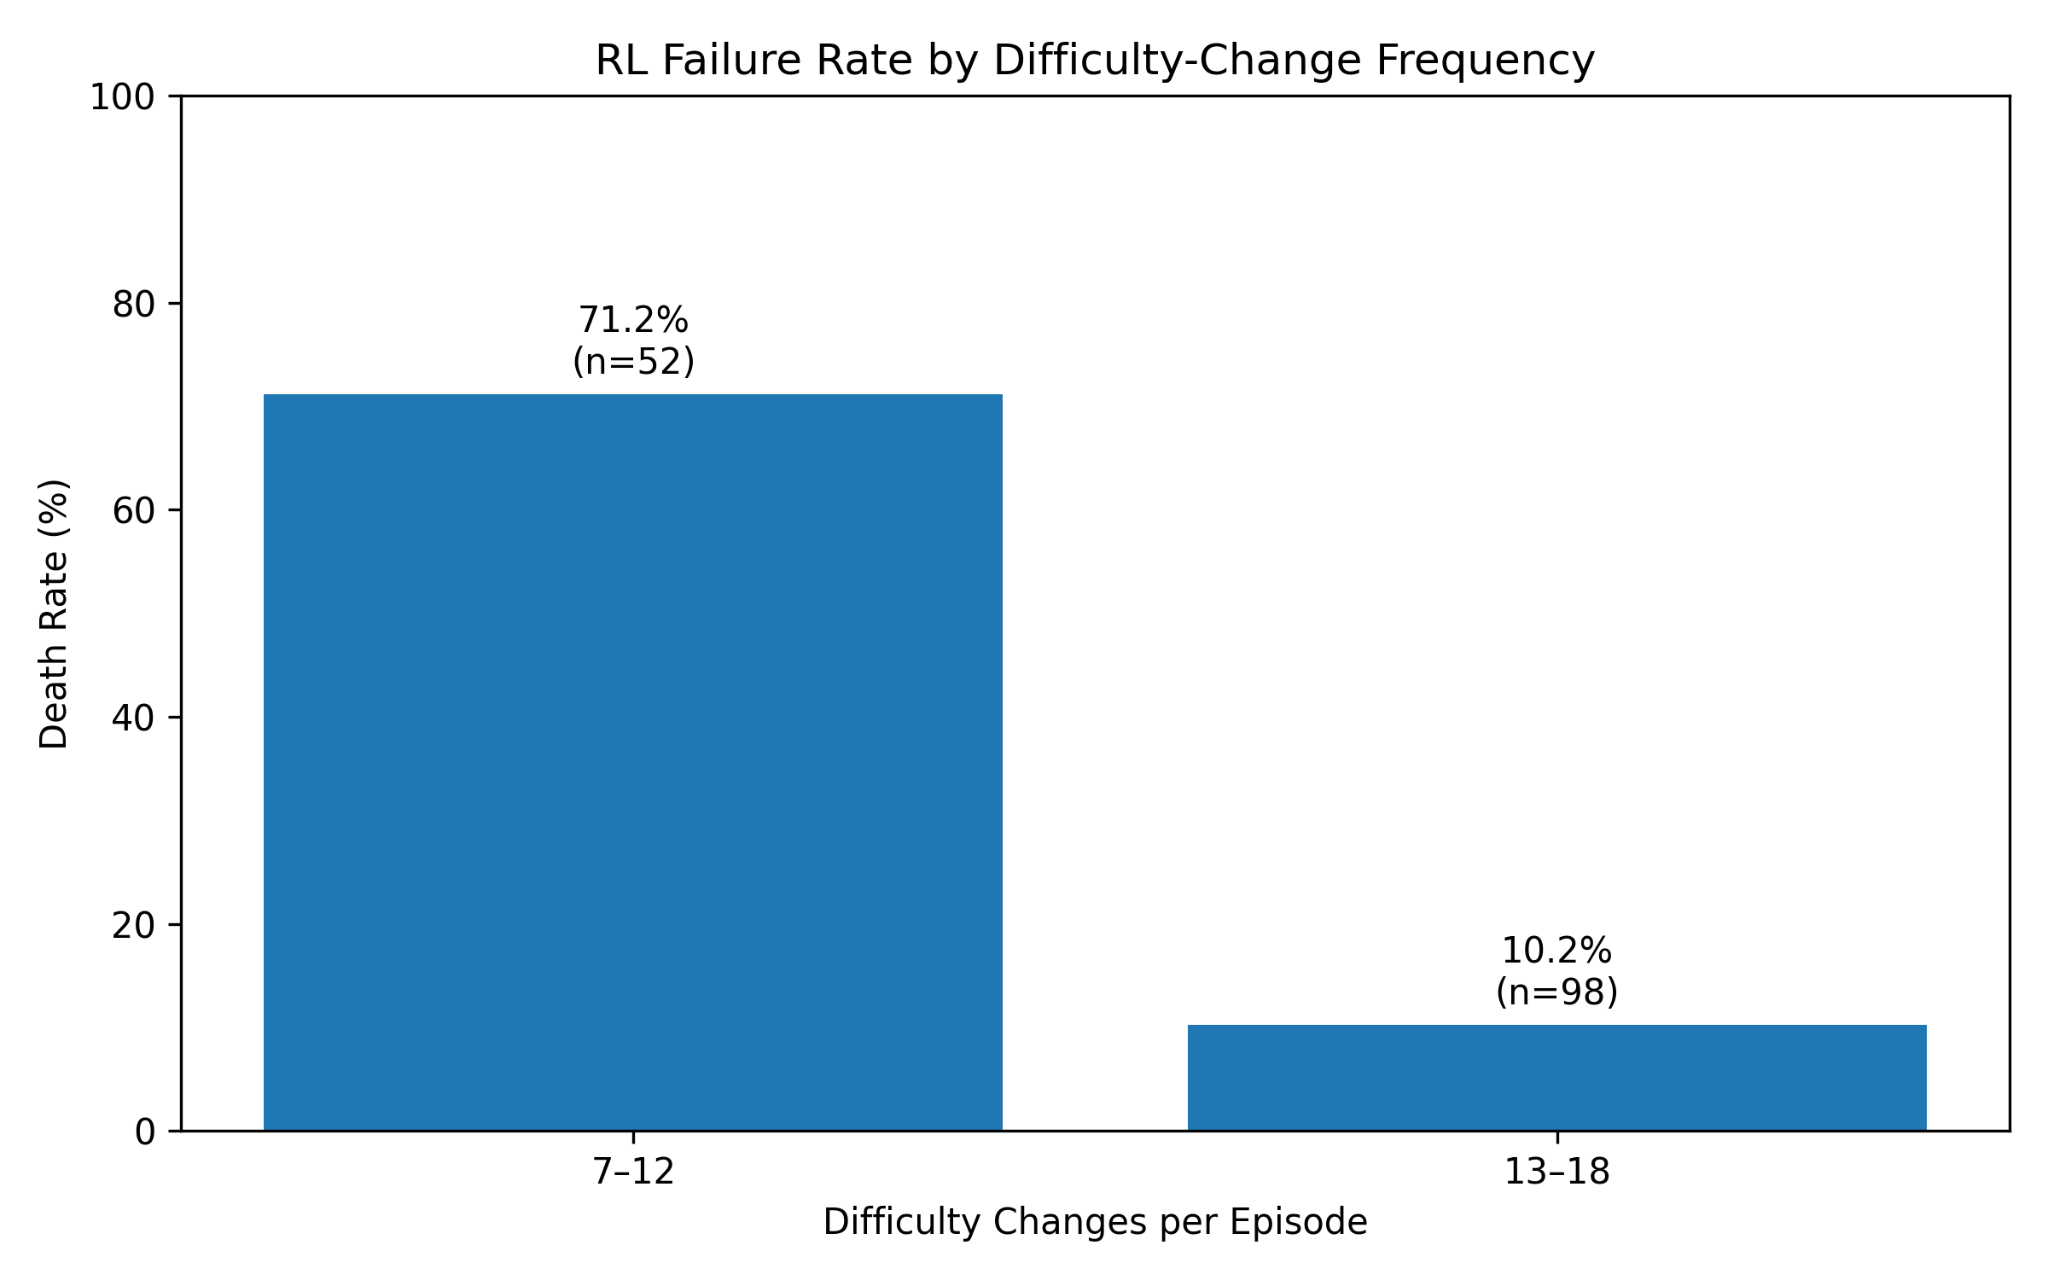 RL Failure Rate by Difficulty-Change Frequency
100
80
60
40
20
0
Death Rate (%)
71.2%
(n=52)
10.2%
(n=98)
7–12
13–18
Difficulty Changes per Episode